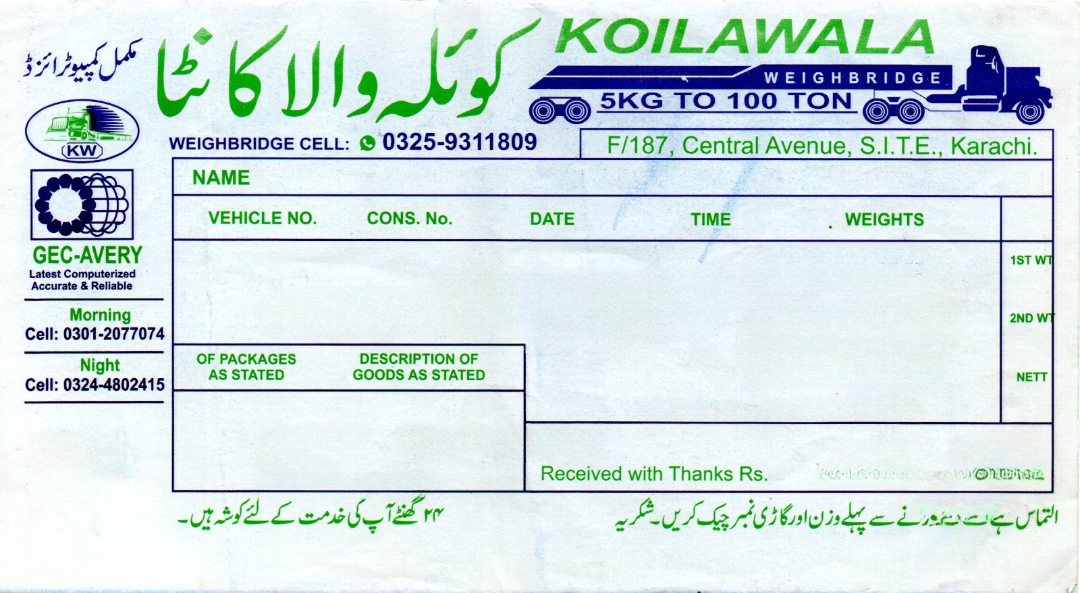 مکمل کمپیوٹرائزڈ
کوئلہ والا کانٹا
KOILAWALA
WEIGHBRIDGE
5KG TO 100 TON
KW
WEIGHBRIDGE CELL: 0325-9311809
F/187, Central Avenue, S.I.T.E., Karachi.
GEC-AVERY
Latest Computerized
Accurate & Reliable
Morning
Cell: 0301-2077074
Night
Cell: 0324-4802415
NAME
VEHICLE NO. CONS. No. DATE TIME WEIGHTS
1ST WT
2ND WT
NETT
OF PACKAGES AS STATED
DESCRIPTION OF GOODS AS STATED
Received with Thanks Rs.
التماس ہے نے سے پہلے وزن اور گاڑی نمبر چیک کریں۔ شکریہ
۲۴ گھنٹے آپ کی خدمت کے لئے کوشہ ہیں۔